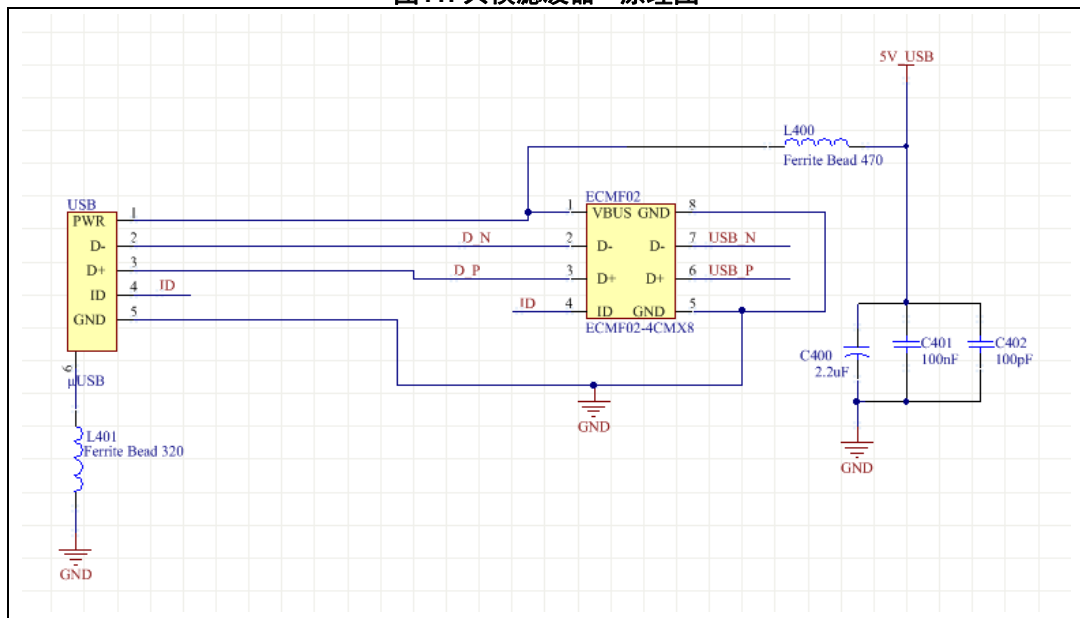 5V_USB
L400
Ferrite Bead 470
USB
PWR 1
D- 2
D+ 3
ID 4 ID
GND 5
6
µUSB
L401
Ferrite Bead 320
GND
D_N
D_P
ID
ECMF02
1 VBUS GND 8
2 D- D- 7 USB_N
3 D+ D+ 6 USB_P
4 ID GND 5
ECMF02-4CMX8
GND
C400
2.2uF
C401
100nF
C402
100pF
GND